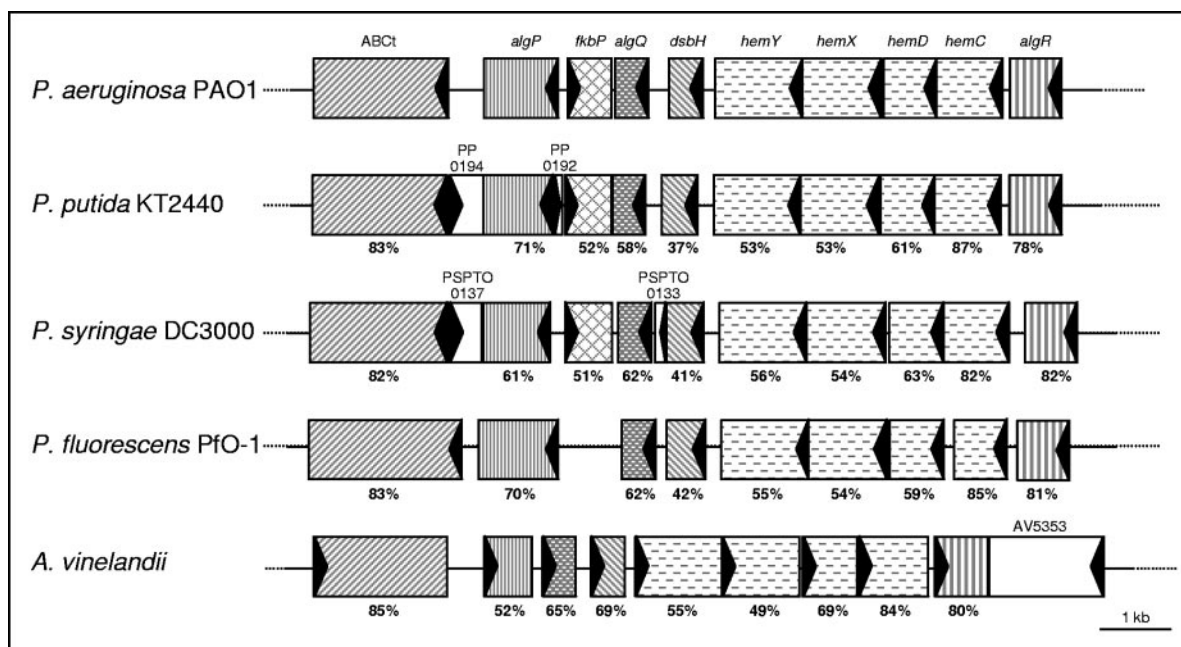 ABCt algP fkbP algQ dsbH hemY hemX hemD hemC algR
P. aeruginosa PAO1
PP PP
0194 0192
P. putida KT2440
83% 71% 52% 58% 37% 53% 53% 61% 87% 78%
PSPTO PSPTO
0137 0133
P. syringae DC3000
82% 61% 51% 62% 41% 56% 54% 63% 82% 82%
P. fluorescens PfO-1
83% 70% 62% 42% 55% 54% 59% 85% 81%
AV5353
A. vinelandii
85% 52% 65% 69% 55% 49% 69% 84% 80%
1 kb